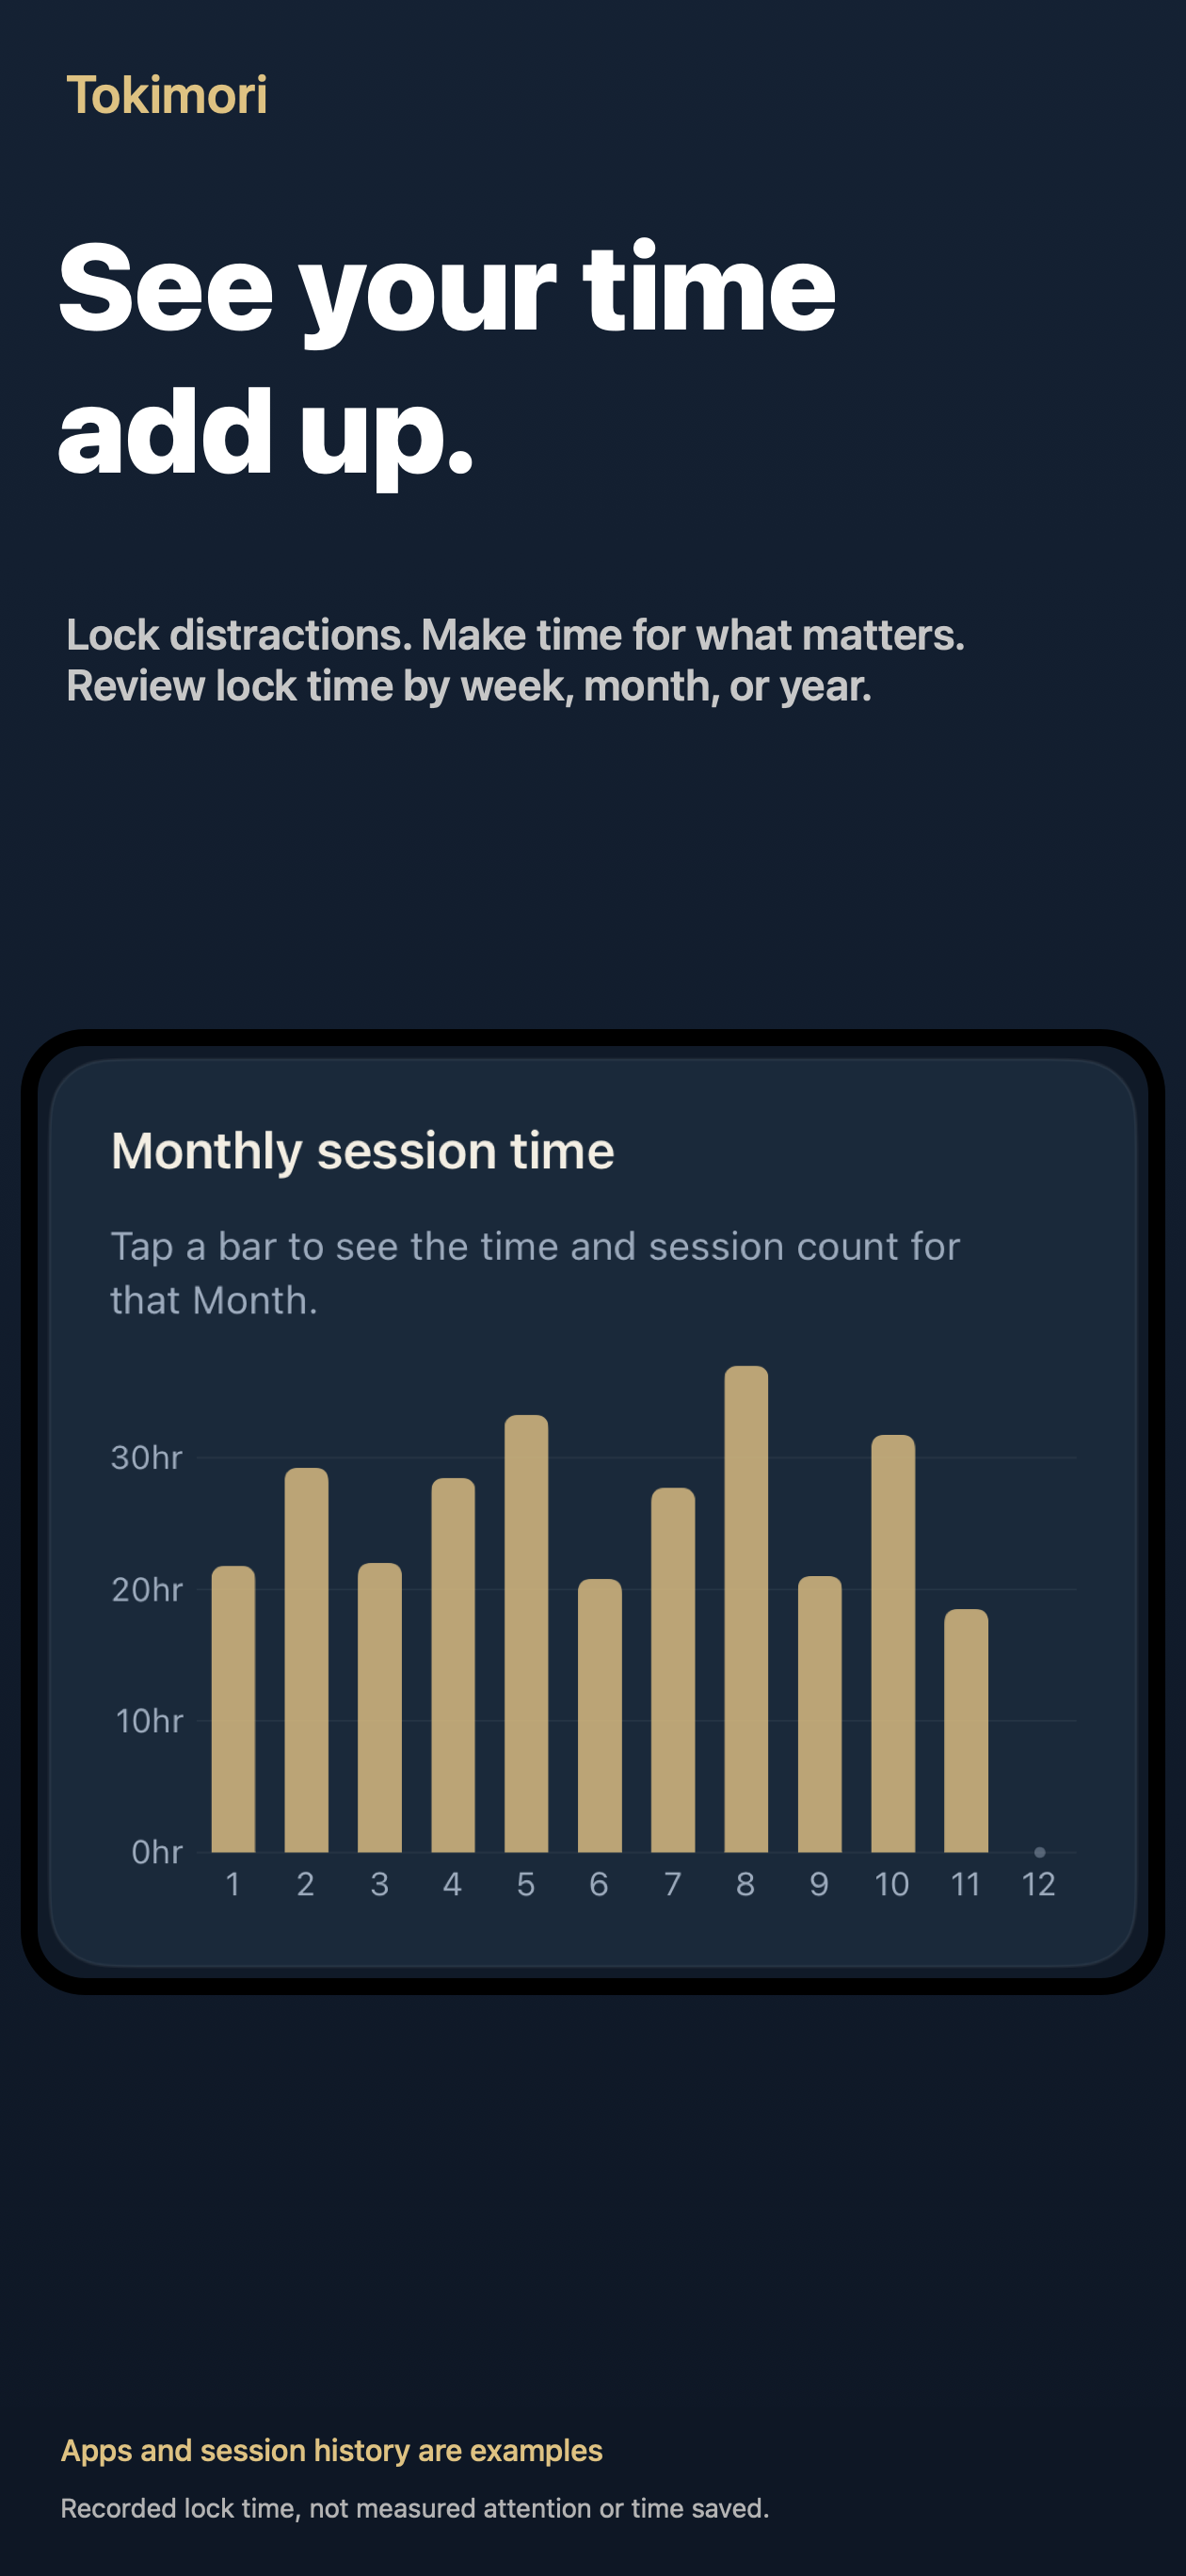 Tokimori
See your time
add up.
Lock distractions. Make time for what matters.
Review lock time by week, month, or year.
Monthly session time
Tap a bar to see the time and session count for
that Month.
30hr
20hr
10hr
0hr
1 2 3 4 5 6 7 8 9 10 11 12
Apps and session history are examples
Recorded lock time, not measured attention or time saved.